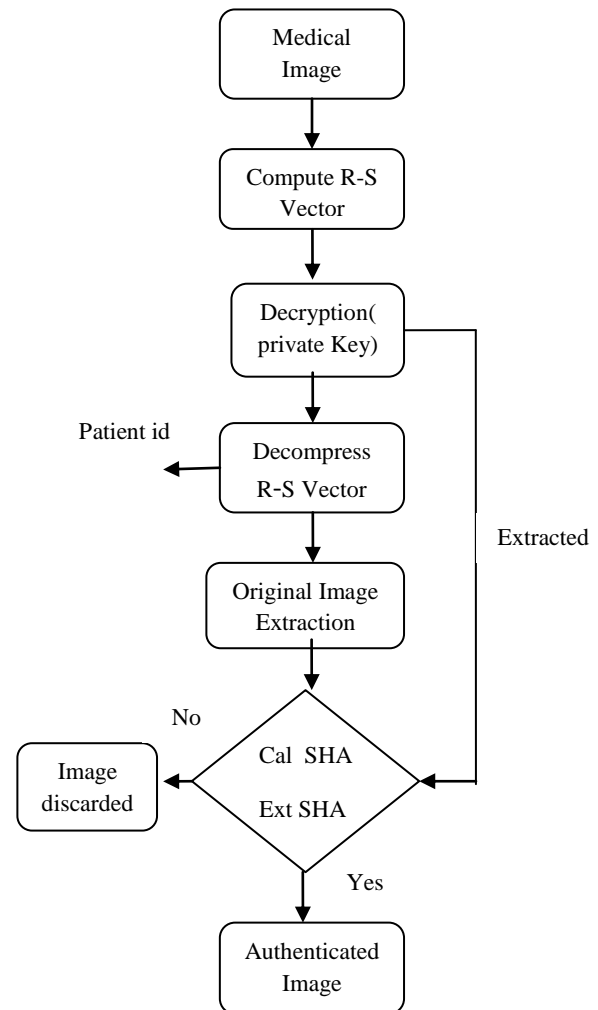 Medical
Image
Compute R-S
Vector
Decryption(
private Key)
Patient id
Decompress
R-S Vector
Extracted
Original Image
Extraction
No
Cal SHA
Image
discarded
Ext SHA
Yes
Authenticated
Image